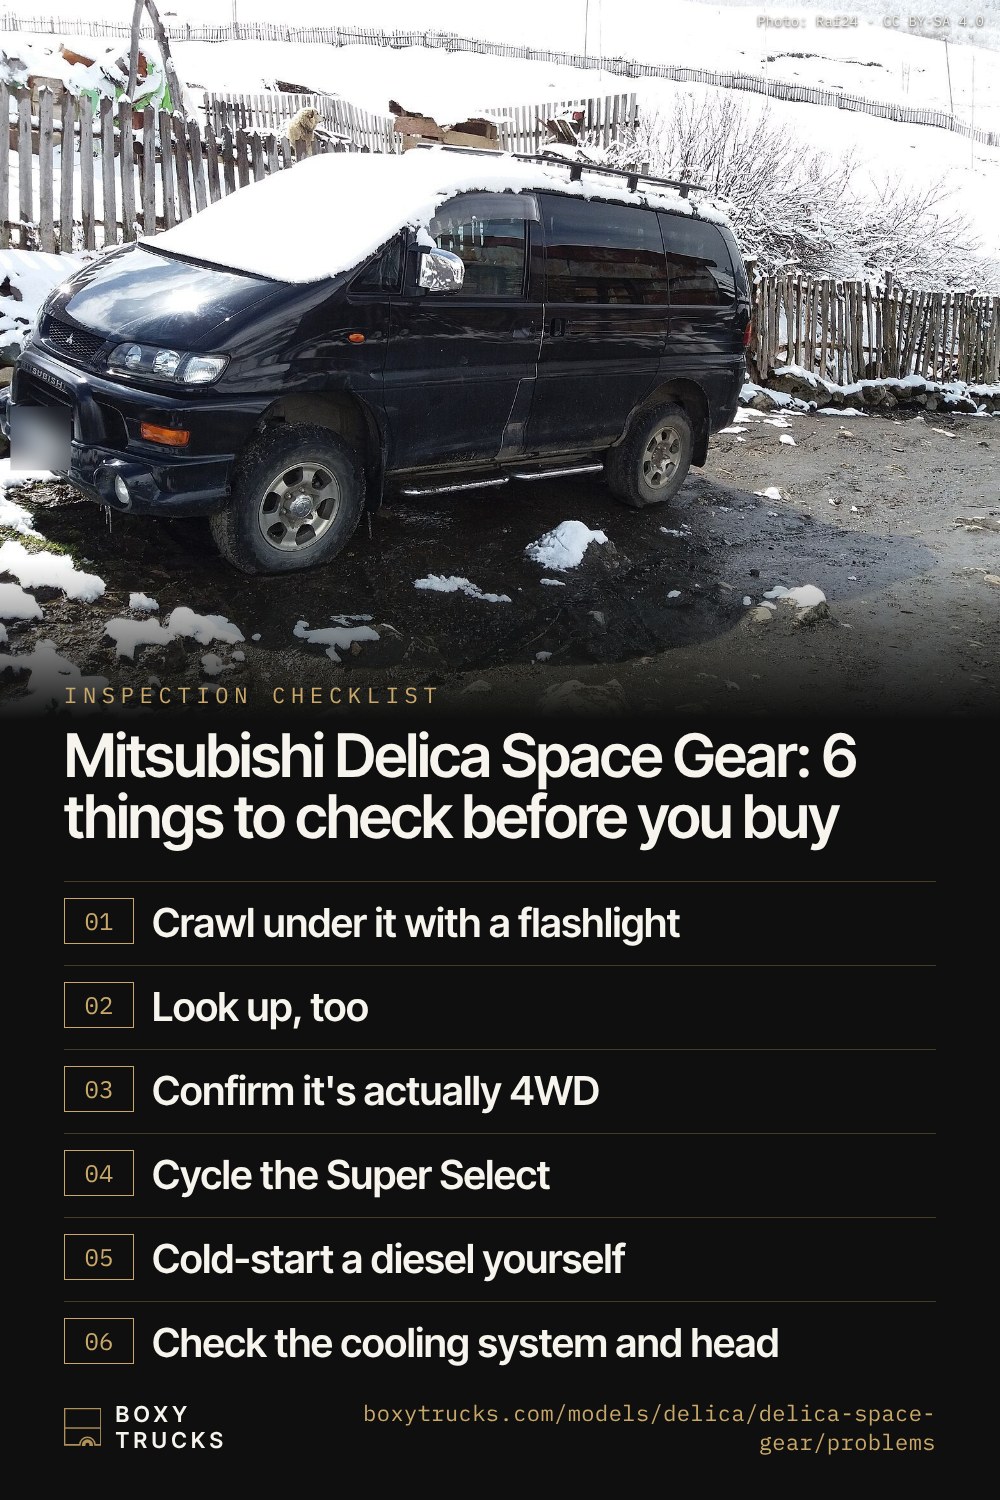 Photo: Raf24 · CC BY-SA 4.0
INSPECTION CHECKLIST
Mitsubishi Delica Space Gear: 6
things to check before you buy
01 Crawl under it with a flashlight
02 Look up, too
03 Confirm it's actually 4WD
04 Cycle the Super Select
05 Cold-start a diesel yourself
06 Check the cooling system and head
BOXY
TRUCKS
boxytrucks.com/models/delica/delica-space-
gear/problems